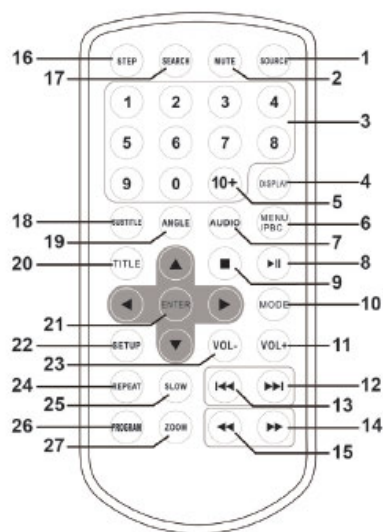 16 STEP SEARCH MUTE SOURCE 1
17 2
1 2 3 4 3
5 6 7 8
9 0 10+ DISPLAY 4
5
18 SUBTITLE ANGLE AUDIO MENU /PBC 6
19 7
20 TITLE 8
9
21 ENTER MODE 10
22 SETUP VOL- VOL+ 11
23
24 REPEAT SLOW 12
25 13
26 PROGRAM ZOOM 14
27 15